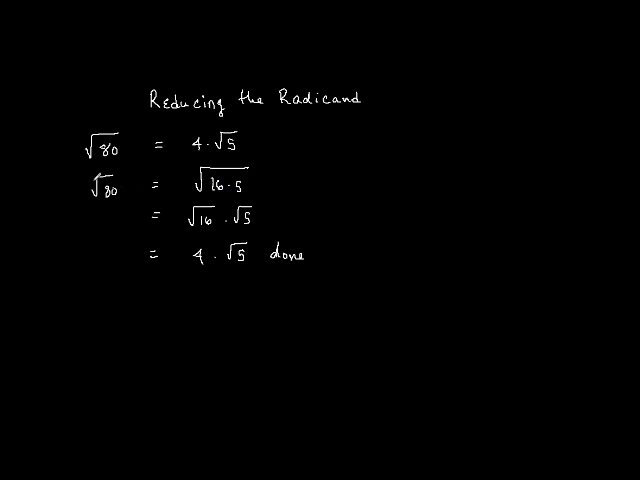 Reducing the Radicand
√80 = 4 · √5
√80 = √16 · 5
= √16 · √5
= 4 · √5 done